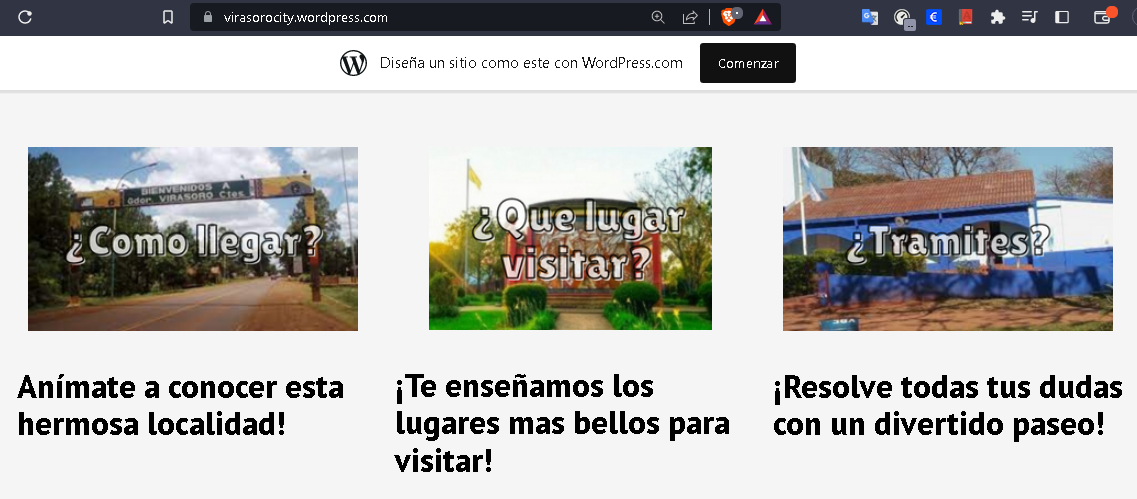 virasorocity.wordpress.com
Diseña un sitio como este con WordPress.com
Comenzar
BIENVENIDOS A
Gdor. VIRASORO Ctes.
¿Como llegar?
¿Que lugar
visitar?
¿Tramites?
Anímate a conocer esta
hermosa localidad!
¡Te enseñamos los
lugares mas bellos para
visitar!
¡Resolve todas tus dudas
con un divertido paseo!